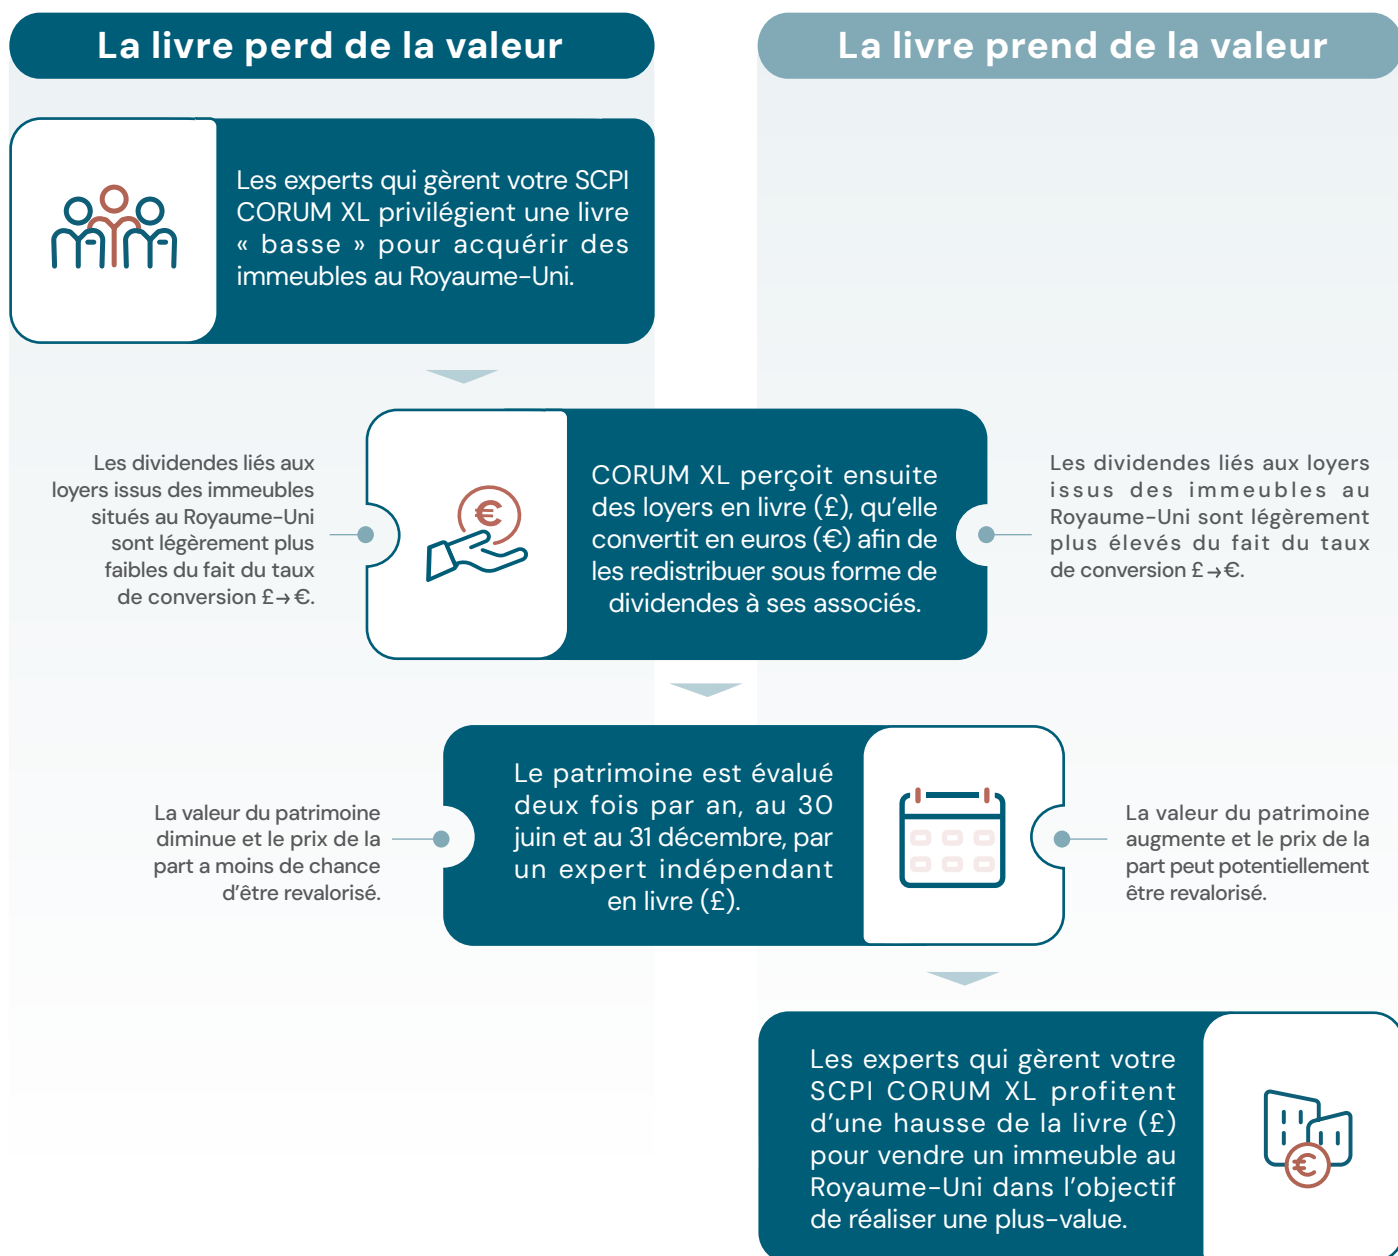 La livre perd de la valeur
La livre prend de la valeur
Les experts qui gèrent votre SCPI
CORUM XL privilégient une livre
« basse » pour acquérir des
immeubles au Royaume-Uni.
Les dividendes liés aux
loyers issus des immeubles
situés au Royaume-Uni
sont légèrement plus
faibles du fait du taux
de conversion £→€.
€
CORUM XL perçoit ensuite
des loyers en livre (£), qu'elle
convertit en euros (€) afin de
les redistribuer sous forme de
dividendes à ses associés.
Les dividendes liés aux loyers
issus des immeubles au
Royaume-Uni sont légèrement
plus élevés du fait du taux
de conversion £→€.
La valeur du patrimoine
diminue et le prix de la
part a moins de chance
d'être revalorisé.
Le patrimoine est évalué
deux fois par an, au 30
juin et au 31 décembre, par
un expert indépendant
en livre (£).
La valeur du patrimoine
augmente et le prix de la
part peut potentiellement
être revalorisé.
Les experts qui gèrent votre
SCPI CORUM XL profitent
d'une hausse de la livre (£)
pour vendre un immeuble au
Royaume-Uni dans l'objectif
de réaliser une plus-value.
€